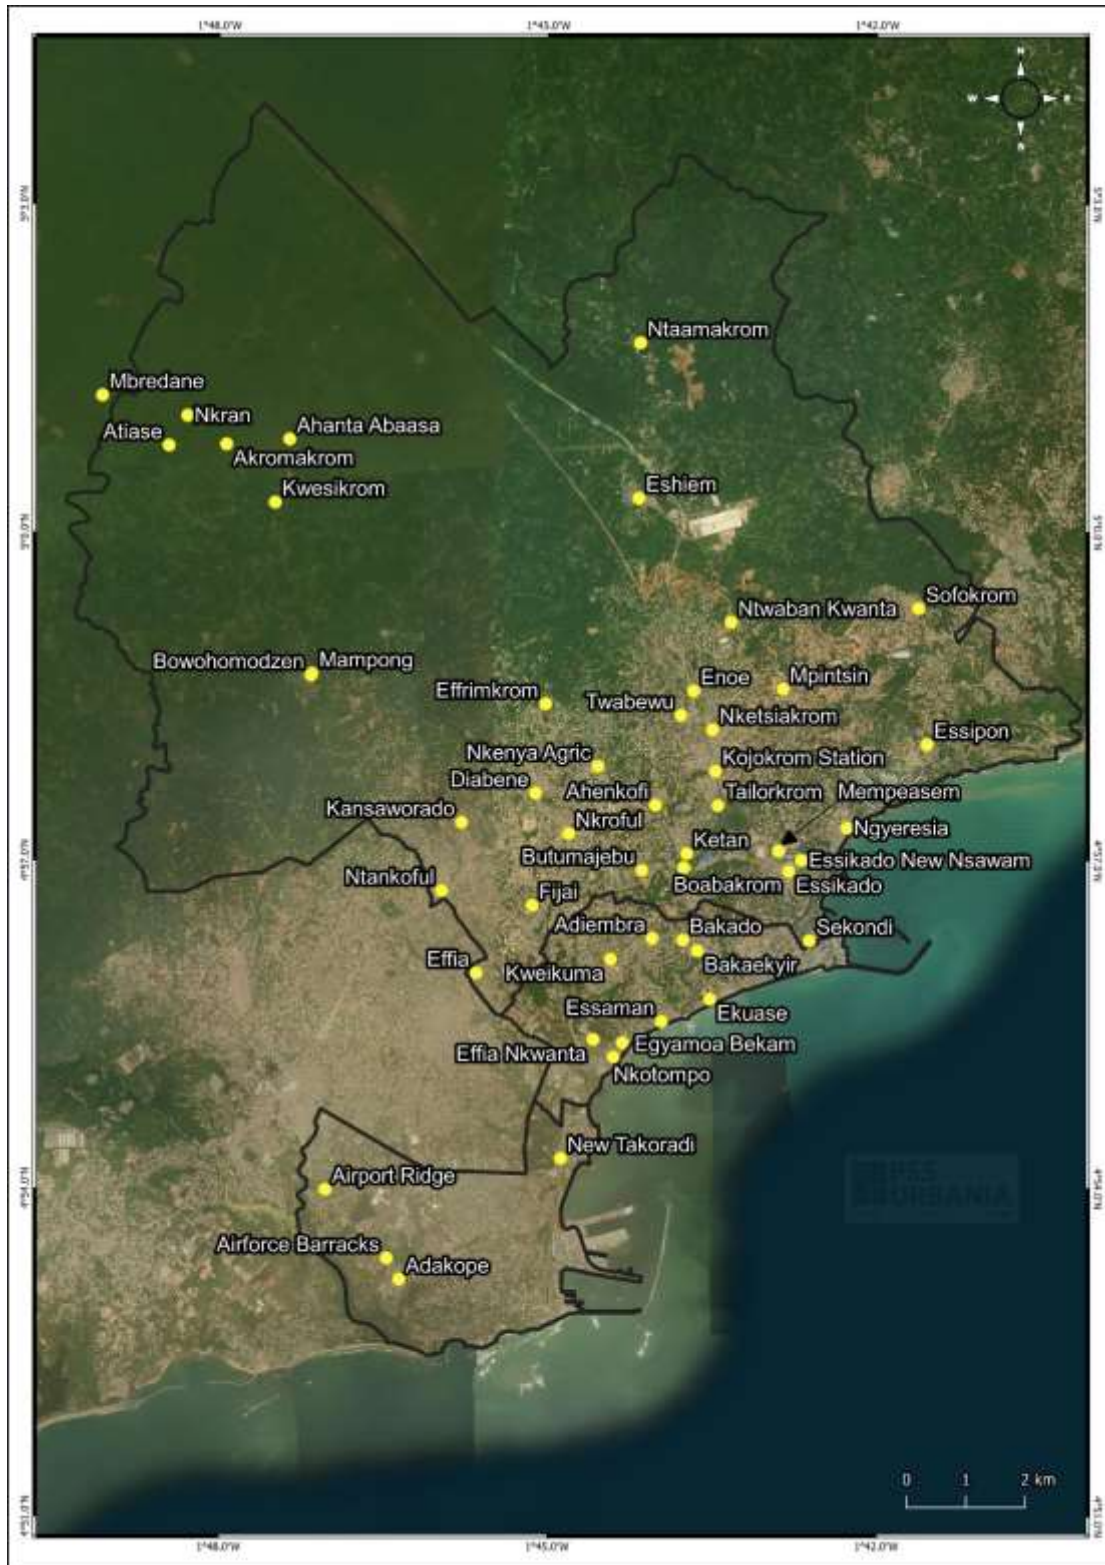 1°48.0'W
1°45.0'W
1°42.0'W
N
W
E
S
5°3.0'N
5°3.0'N
Ntaamakrom
Mbredane
Nkran
Atiase
Ahanta Abaasa
Akromakrom
Kwesikrom
Eshiem
5°0.0'N
5°0.0'N
Sofokrom
Ntwaban Kwanta
Bowohomodzen
Mampong
Effrimkrom
Enoe
Mpintsin
Twabewu
Nketsiakrom
Essipon
Nkenya Agric
Kojokrom Station
Diabene
Ahenkofi
Tailorkrom
Mempeasem
Kansaworado
Nkroful
Ngyeresia
Ketan
Butumajebu
Essikado New Nsawam
4°57.0'N
4°57.0'N
Ntankoful
Boabakrom
Essikado
Fijai
Adiembra
Bakado
Sekondi
Effia
Kweikuma
Bakaekyir
Essaman
Ekuase
Effia Nkwanta
Egyamoa Bekam
Nkotompo
New Takoradi
Airport Ridge
4°54.0'N
4°54.0'N
PSS
URBANIA
Airforce Barracks
Adakope
0 1 2 km
4°51.0'N
4°51.0'N
1°48.0'W
1°45.0'W
1°42.0'W